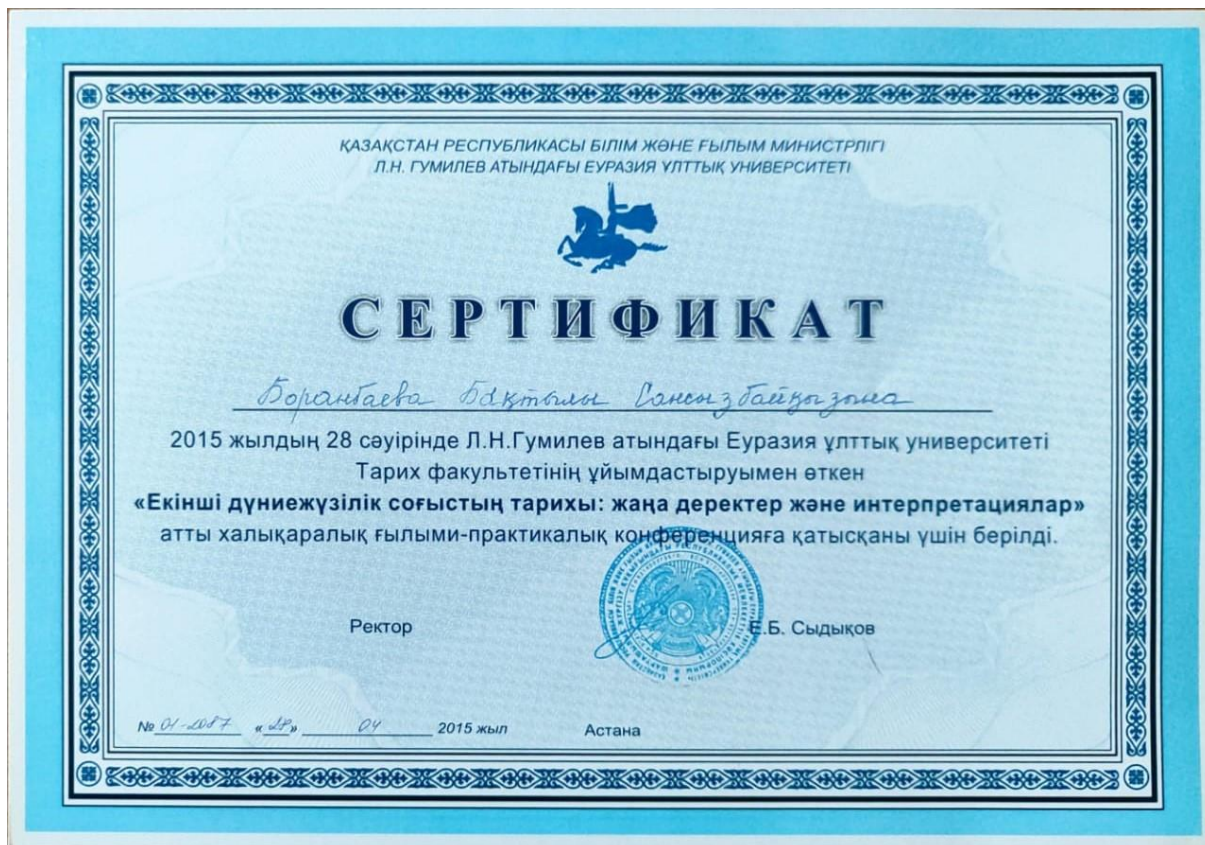 ҚАЗАҚСТАН РЕСПУБЛИКАСЫ БІЛІМ ЖӘНЕ ҒЫЛЫМ МИНИСТРЛІГІ
Л.Н. ГУМИЛЕВ АТЫНДАҒЫ ЕУРАЗИЯ ҰЛТТЫҚ УНИВЕРСИТЕТІ
СЕРТИФИКАТ
Боранбаева Бақтылы Сансызбайқызына
2015 жылдың 28 сәуірінде Л.Н.Гумилев атындағы Еуразия ұлттық университеті
Тарих факультетінің ұйымдастыруымен өткен
«Екінші дүниежүзілік соғыстың тарихы: жаңа деректер және интерпретациялар»
атты халықаралық ғылыми-практикалық конференцияға қатысқаны үшін берілді.
Ректор Е.Б. Сыдықов
№ 01-2087 «28» 04 2015 жыл Астана